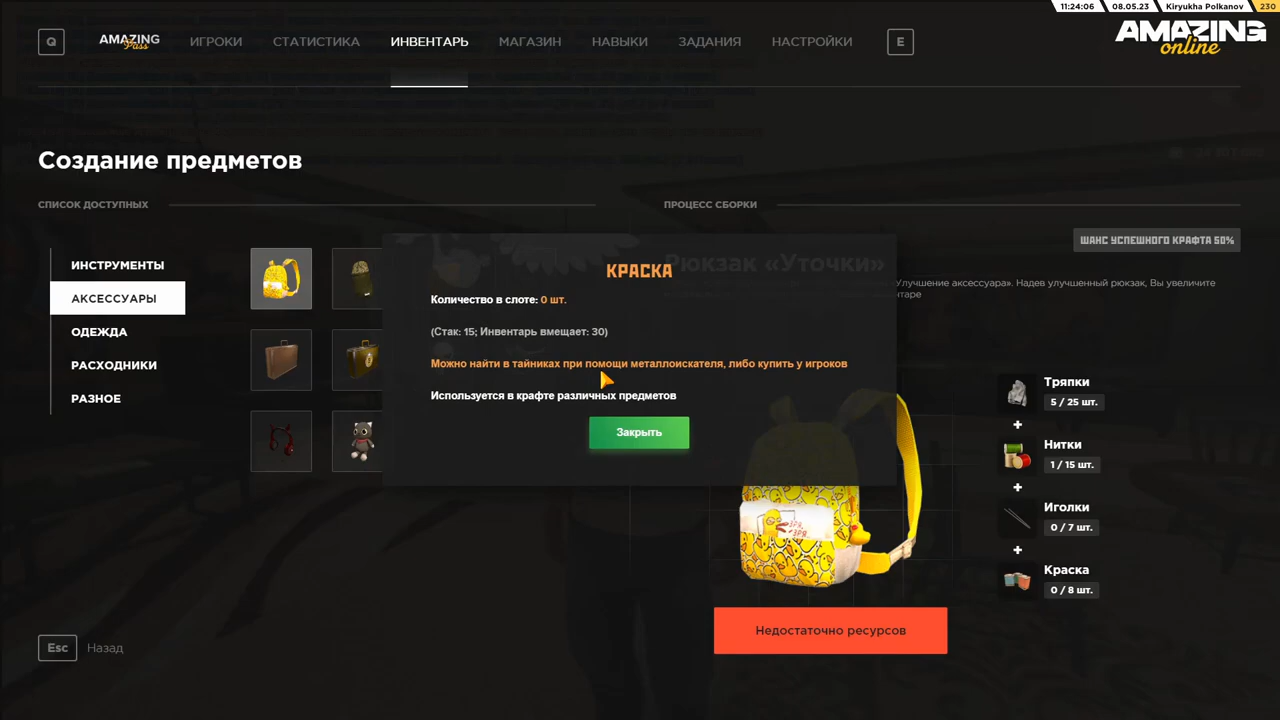 11:24:06 08.05.23 Kiryukha Polkanov 230
Q AMAZING Pass ИГРОКИ СТАТИСТИКА ИНВЕНТАРЬ МАГАЗИН НАВЫКИ ЗАДАНИЯ НАСТРОЙКИ E
AMAZING
online
Создание предметов
СПИСОК ДОСТУПНЫХ
ПРОЦЕСС СБОРКИ
ШАНС УСПЕШНОГО КРАФТА 50%
ИНСТРУМЕНТЫ
АКСЕССУАРЫ
ОДЕЖДА
РАСХОДНИКИ
РАЗНОЕ
КРАСКА
Количество в слоте: 0 шт.
(Стак: 15; Инвентарь вмещает: 30)
Можно найти в тайниках при помощи металлоискателя, либо купить у игроков
Используется в крафте различных предметов
Закрыть
Рюкзак «Уточки»
Улучшение аксессуара». Надев улучшенный рюкзак, Вы увеличите
Тряпки
5 / 25 шт.
+
Нитки
1 / 15 шт.
+
Иголки
0 / 7 шт.
+
Краска
0 / 8 шт.
Недостаточно ресурсов
Esc Назад